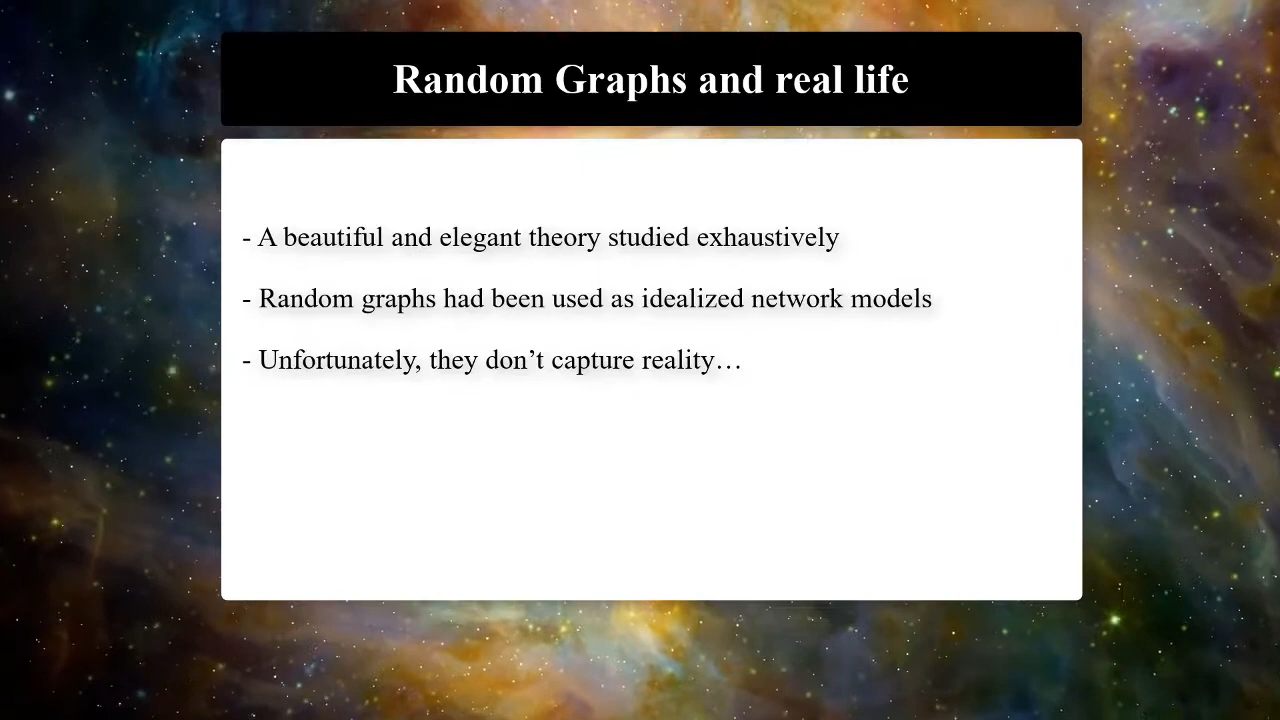 Random Graphs and real life
- A beautiful and elegant theory studied exhaustively
- Random graphs had been used as idealized network models
- Unfortunately, they don’t capture reality…